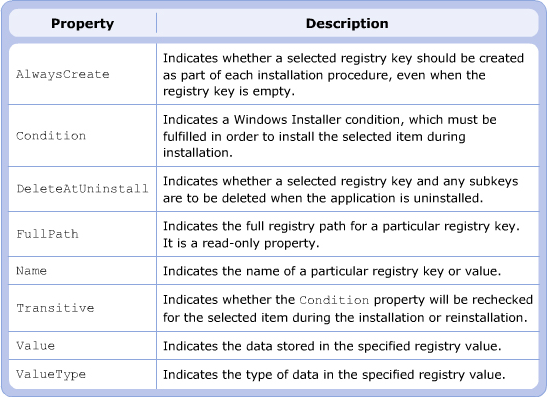 Property Description
AlwaysCreate
Indicates whether a selected registry key should be created
as part of each installation procedure, even when the
registry key is empty.
Condition
Indicates a Windows Installer condition, which must be
fulfilled in order to install the selected item during
installation.
DeleteAtUninstall
Indicates whether a selected registry key and any subkeys
are to be deleted when the application is uninstalled.
FullPath
Indicates the full registry path for a particular registry key.
It is a read-only property.
Name Indicates the name of a particular registry key or value.
Transitive
Indicates whether the Condition property will be rechecked
for the selected item during the installation or reinstallation.
Value Indicates the data stored in the specified registry value.
ValueType Indicates the type of data in the specified registry value.